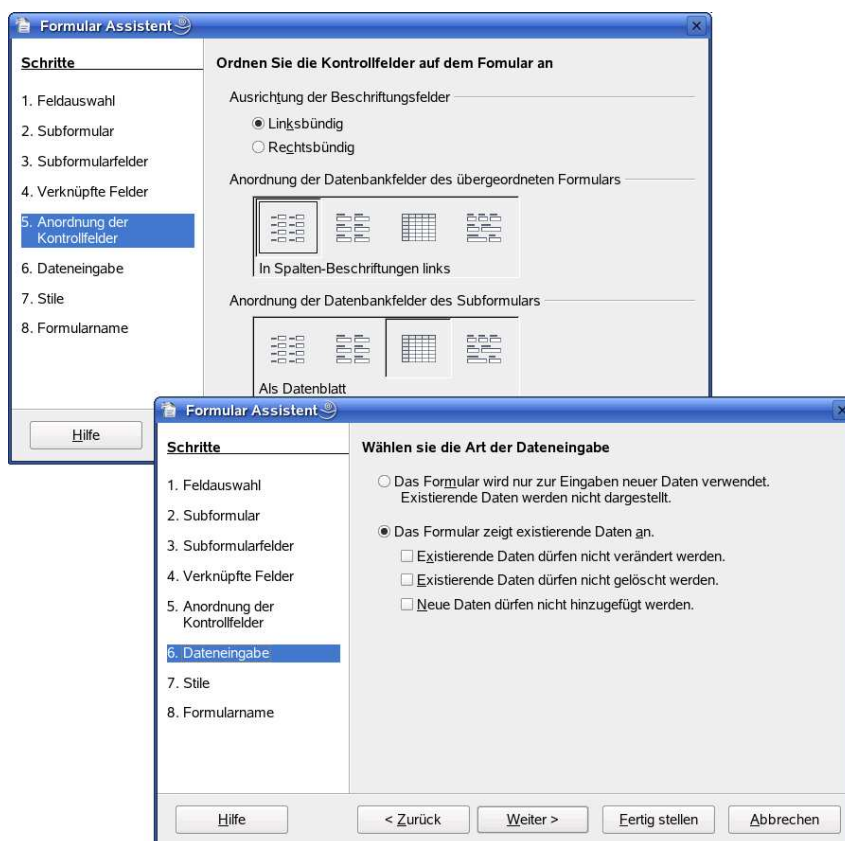 Formular Assistent
Schritte
1. Feldauswahl
2. Subformular
3. Subformularfelder
4. Verknüpfte Felder
5. Anordnung der
Kontrollfelder
6. Dateneingabe
7. Stile
8. Formularname
Ordnen Sie die Kontrollfelder auf dem Fomular an
Ausrichtung der Beschriftungsfelder
Linksbündig
Rechtsbündig
Anordnung der Datenbankfelder des übergeordneten Formulars
In Spalten-Beschriftungen links
Anordnung der Datenbankfelder des Subformulars
Als Datenblatt
Hilfe
Formular Assistent
Schritte
1. Feldauswahl
2. Subformular
3. Subformularfelder
4. Verknüpfte Felder
5. Anordnung der
Kontrollfelder
6. Dateneingabe
7. Stile
8. Formularname
Wählen sie die Art der Dateneingabe
Das Formular wird nur zur Eingaben neuer Daten verwendet.
Existierende Daten werden nicht dargestellt.
Das Formular zeigt existierende Daten an.
Existierende Daten dürfen nicht verändert werden.
Existierende Daten dürfen nicht gelöscht werden.
Neue Daten dürfen nicht hinzugefügt werden.
Hilfe
< Zurück
Weiter >
Fertig stellen
Abbrechen